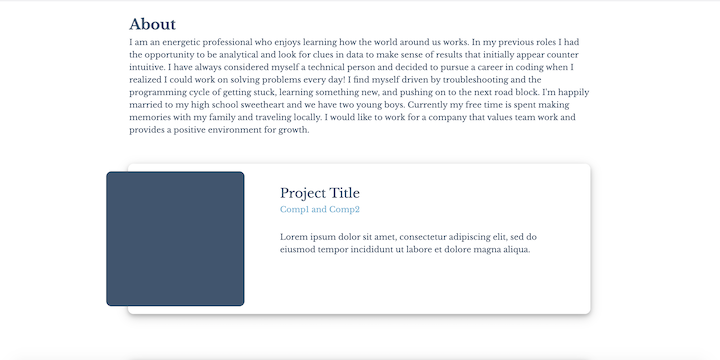 About
I am an energetic professional who enjoys learning how the world around us works. In my previous roles I had
the opportunity to be analytical and look for clues in data to make sense of results that initially appear counter
intuitive. I have always considered myself a technical person and decided to pursue a career in coding when I
realized I could work on solving problems every day! I find myself driven by troubleshooting and the
programming cycle of getting stuck, learning something new, and pushing on to the next road block. I'm happily
married to my high school sweetheart and we have two young boys. Currently my free time is spent making
memories with my family and traveling locally. I would like to work for a company that values team work and
provides a positive environment for growth.
Project Title
Comp1 and Comp2
Lorem ipsum dolor sit amet, consectetur adipiscing elit, sed do
eiusmod tempor incididunt ut labore et dolore magna aliqua.